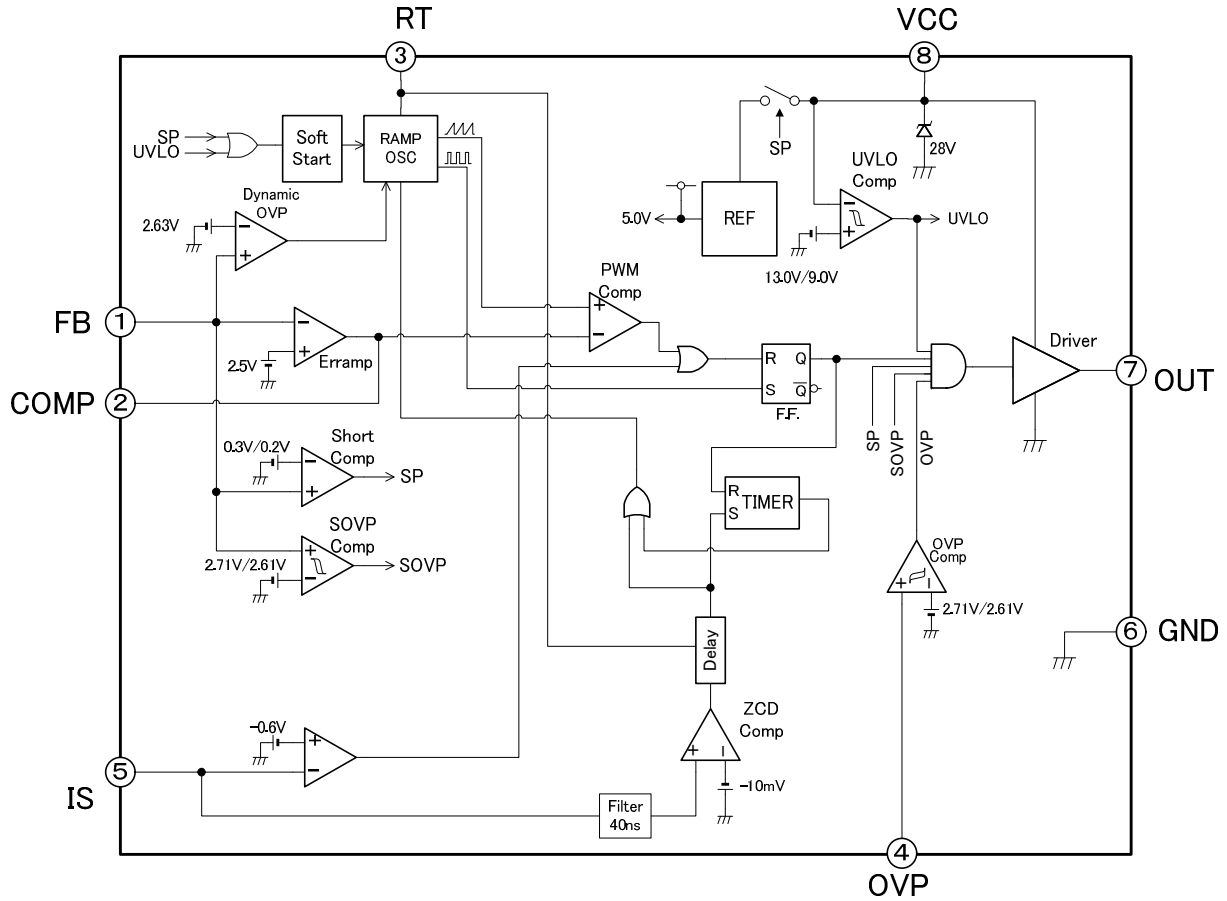 RT
VCC
3
8
SP
UVLO
Soft
Start
RAMP
OSC
SP
28V
UVLO
Comp
Dynamic
OVP
2.63V
5.0V
REF
UVLO
13.0V/9.0V
PWM
Comp
FB
1
Erramp
2.5V
R
Q
S
Q
F.F.
Driver
7
OUT
COMP
2
SP
SOVP
OVP
0.3V/0.2V
Short
Comp
SP
R
S
TIMER
SOVP
Comp
2.71V/2.61V
SOVP
OVP
Comp
2.71V/2.61V
6
GND
Delay
ZCD
Comp
-0.6V
5
IS
-10mV
Filter
40ns
4
OVP